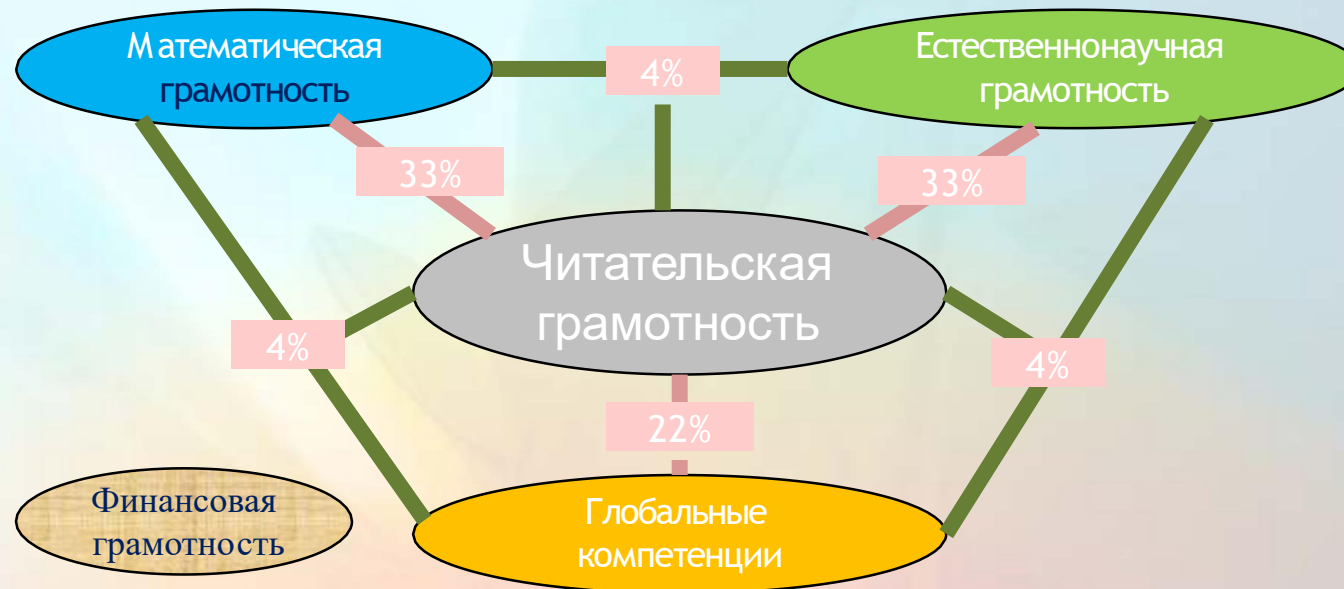 Математическая
грамотность
4%
Естественнонаучная
грамотность
33%
33%
Читательская
грамотность
4%
4%
22%
Финансовая
грамотность
Глобальные
компетенции